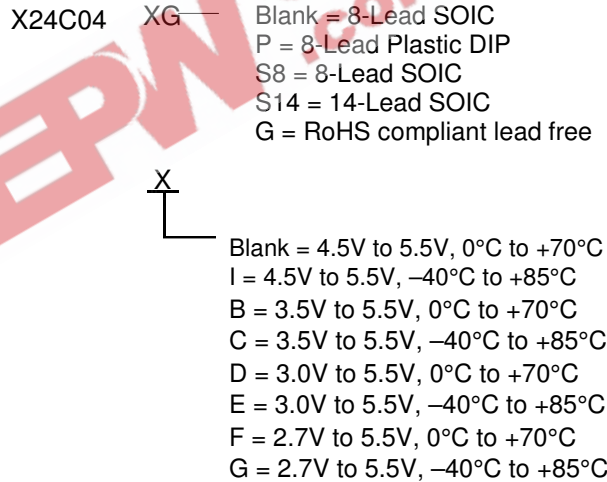 X24C04 XG Blank = 8-Lead SOIC
P = 8-Lead Plastic DIP
S8 = 8-Lead SOIC
S14 = 14-Lead SOIC
G = RoHS compliant lead free
X
Blank = 4.5V to 5.5V, 0°C to +70°C
I = 4.5V to 5.5V, –40°C to +85°C
B = 3.5V to 5.5V, 0°C to +70°C
C = 3.5V to 5.5V, –40°C to +85°C
D = 3.0V to 5.5V, 0°C to +70°C
E = 3.0V to 5.5V, –40°C to +85°C
F = 2.7V to 5.5V, 0°C to +70°C
G = 2.7V to 5.5V, –40°C to +85°C